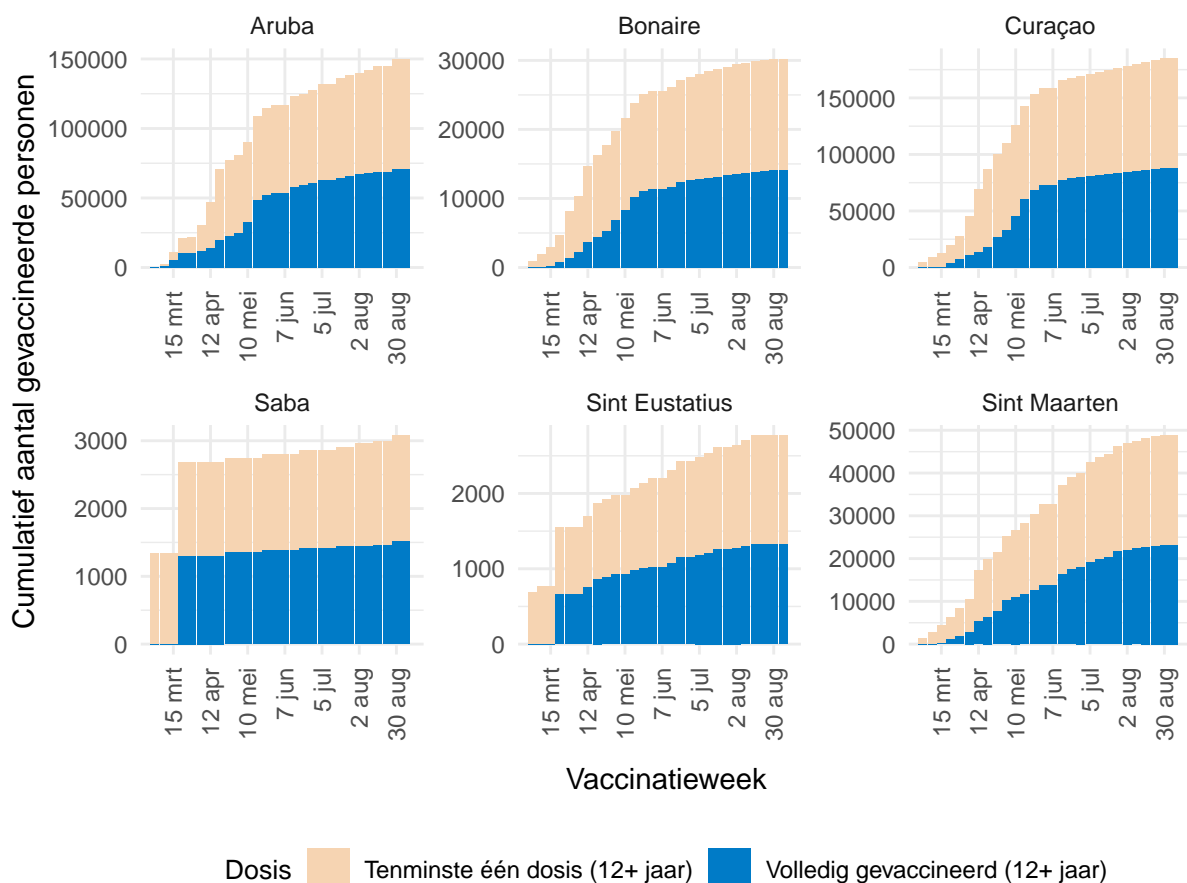 Aruba
Bonaire
Curaçao
150000
100000
50000
0
30000
20000
10000
0
150000
100000
50000
0
15 mrt
12 apr
10 mei
7 jun
5 jul
2 aug
30 aug
15 mrt
12 apr
10 mei
7 jun
5 jul
2 aug
30 aug
15 mrt
12 apr
10 mei
7 jun
5 jul
2 aug
30 aug
Cumulatief aantal gevaccineerde personen
Saba
Sint Eustatius
Sint Maarten
3000
2000
1000
0
2000
1000
0
50000
40000
30000
20000
10000
0
15 mrt
12 apr
10 mei
7 jun
5 jul
2 aug
30 aug
15 mrt
12 apr
10 mei
7 jun
5 jul
2 aug
30 aug
15 mrt
12 apr
10 mei
7 jun
5 jul
2 aug
30 aug
Vaccinatieweek
Dosis Tenminste één dosis (12+ jaar) Volledig gevaccineerd (12+ jaar)